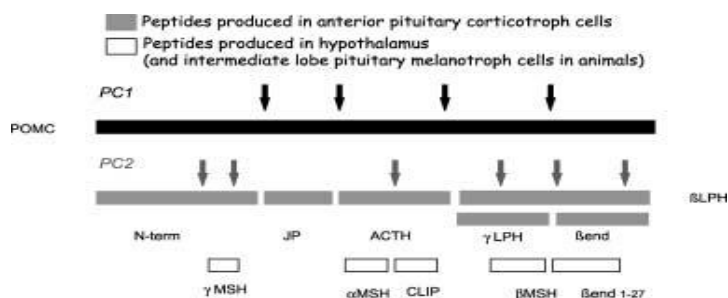 Peptides produced in anterior pituitary corticotroph cells
Peptides produced in hypothalamus
(and intermediate lobe pituitary melanotroph cells in animals)
PC1
POMC
PC2
ßLPH
N-term JP ACTH γLPH ßend
γMSH αMSH CLIP βMSH ßend 1-27